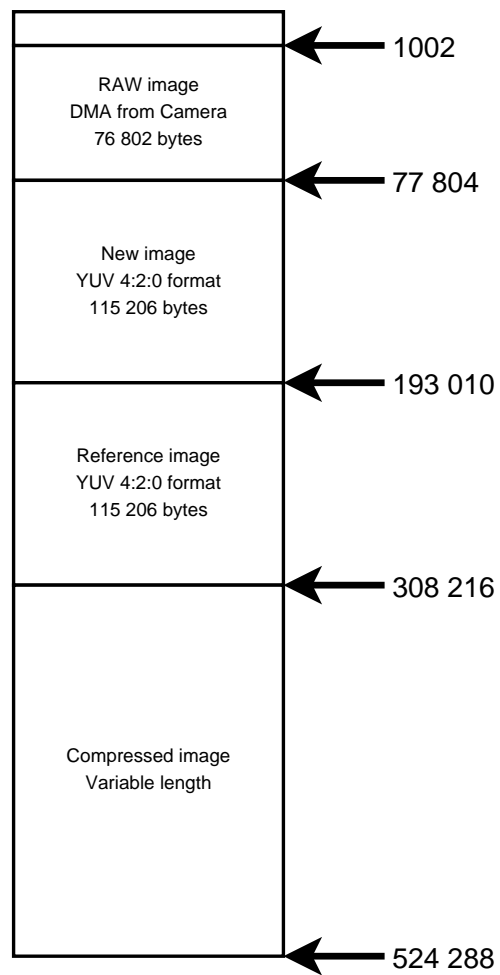 1002
RAW image
DMA from Camera
76 802 bytes
77 804
New image
YUV 4:2:0 format
115 206 bytes
193 010
Reference image
YUV 4:2:0 format
115 206 bytes
308 216
Compressed image
Variable length
524 288